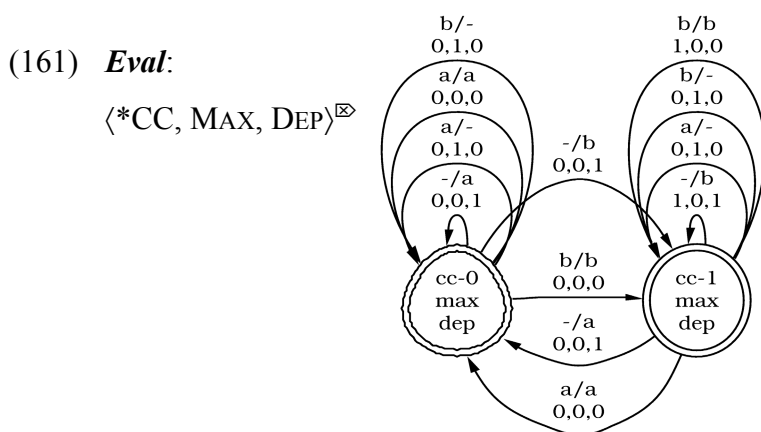 (161) Eval:
⟨*CC, MAX, DEP⟩⌦
b/-
0,1,0
a/a
0,0,0
a/-
0,1,0
-/a
0,0,1
-/b
0,0,1
b/b
1,0,0
b/-
0,1,0
a/-
0,1,0
-/b
1,0,1
cc-0
max
dep
b/b
0,0,0
-/a
0,0,1
a/a
0,0,0
cc-1
max
dep